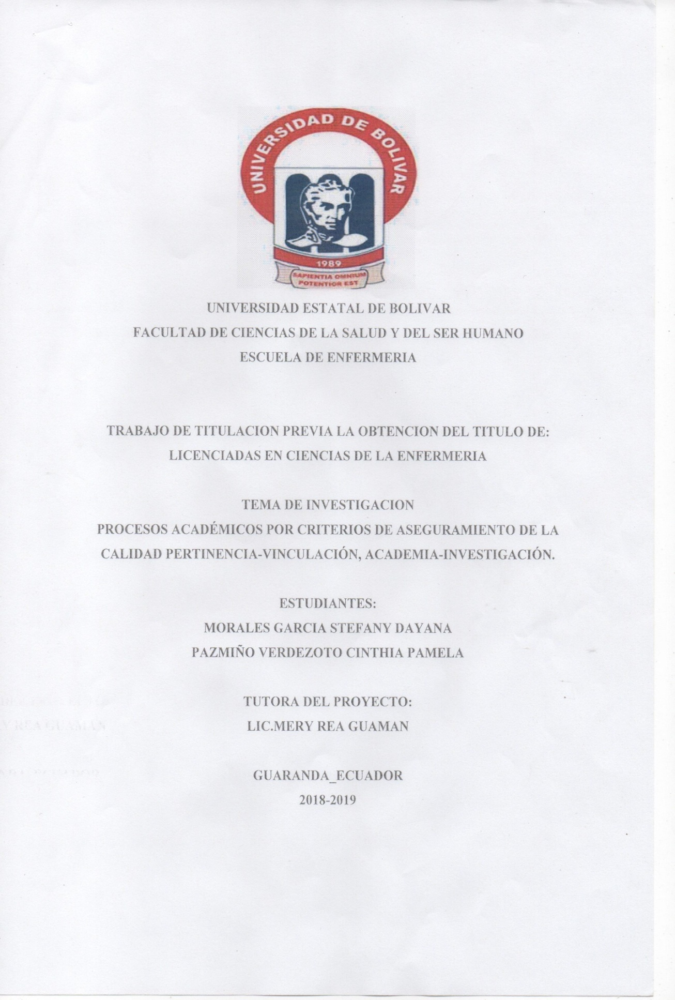 UNIVERSIDAD DE BOLIVAR
1989
SAPIENTIA OMNIUM
POTENTIOR EST
UNIVERSIDAD ESTATAL DE BOLIVAR
FACULTAD DE CIENCIAS DE LA SALUD Y DEL SER HUMANO
ESCUELA DE ENFERMERIA
TRABAJO DE TITULACION PREVIA LA OBTENCION DEL TITULO DE:
LICENCIADAS EN CIENCIAS DE LA ENFERMERIA
TEMA DE INVESTIGACION
PROCESOS ACADÉMICOS POR CRITERIOS DE ASEGURAMIENTO DE LA
CALIDAD PERTINENCIA-VINCULACIÓN, ACADEMIA-INVESTIGACIÓN.
ESTUDIANTES:
MORALES GARCIA STEFANY DAYANA
PAZMIÑO VERDEZOTO CINTHIA PAMELA
TUTORA DEL PROYECTO:
LIC.MERY REA GUAMAN
GUARANDA_ECUADOR
2018-2019